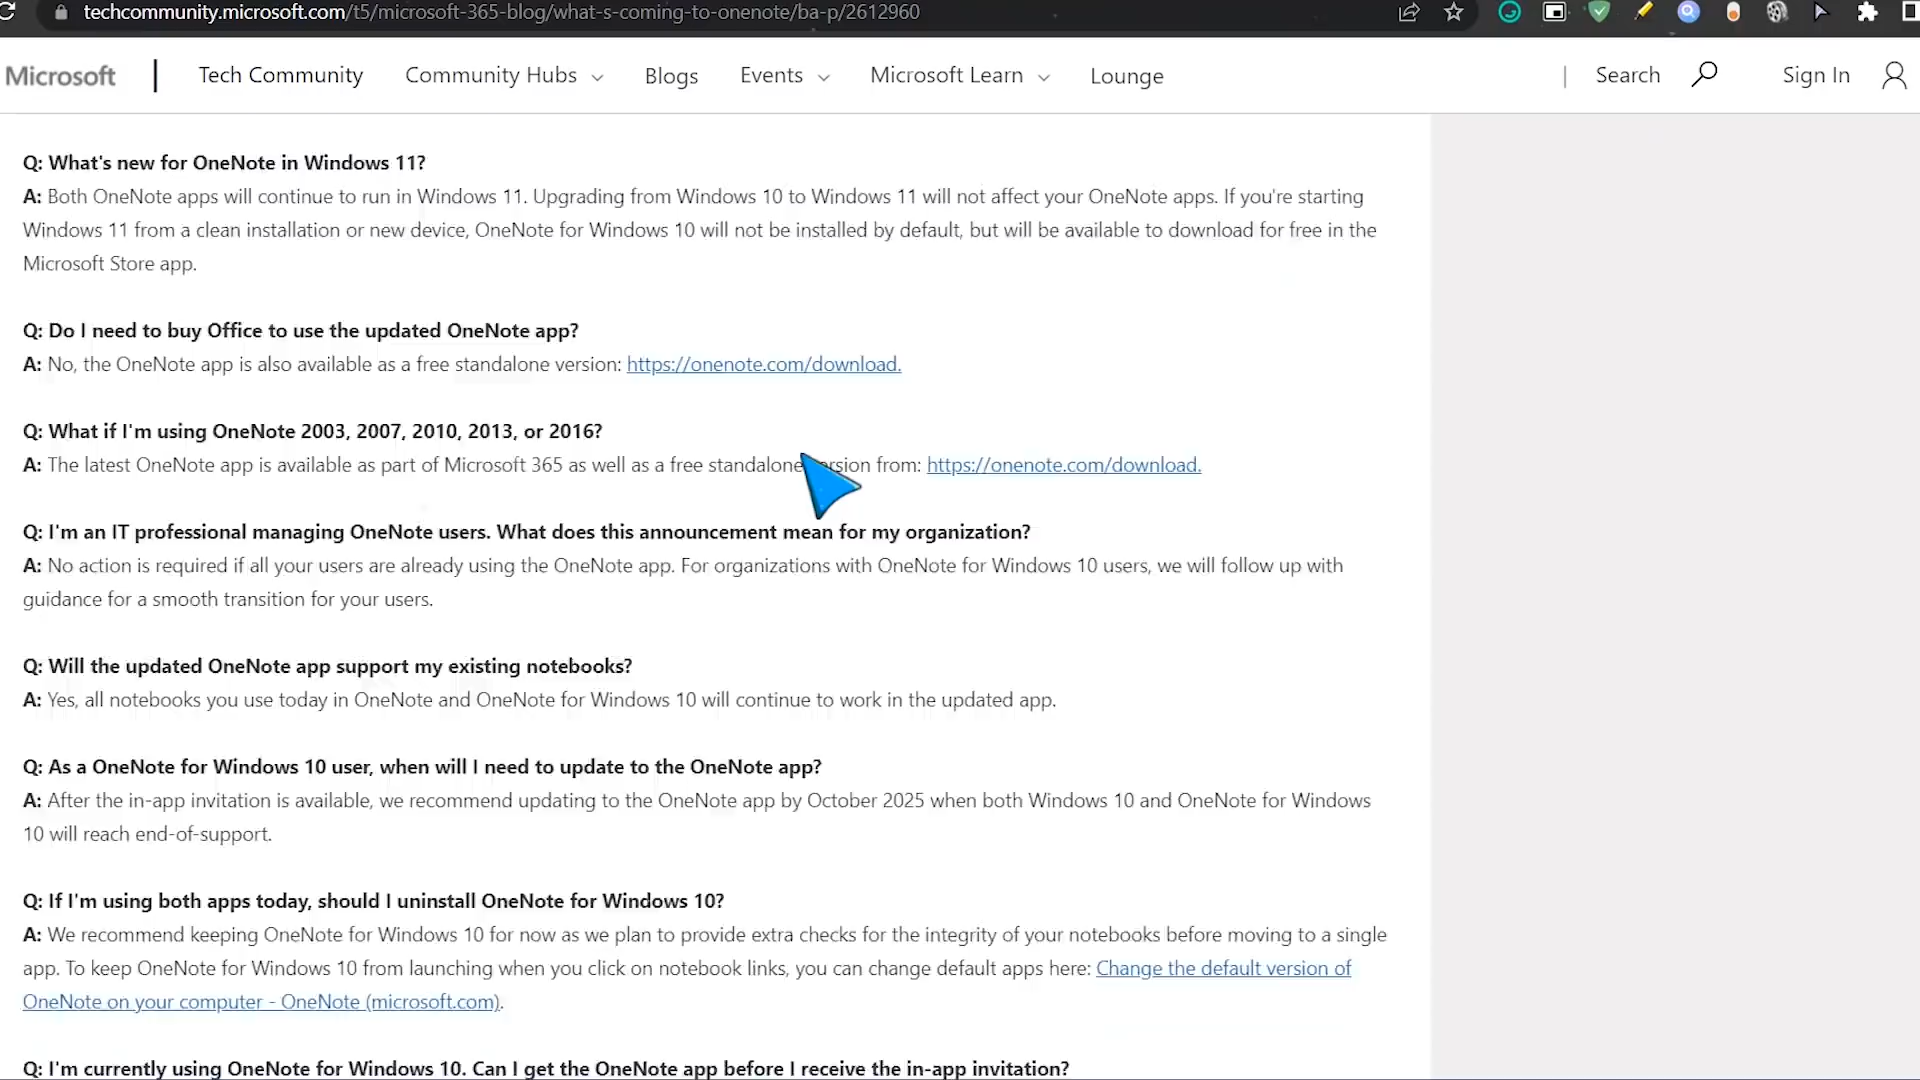 techcommunity.microsoft.com/t5/microsoft-365-blog/what-s-coming-to-onenote/ba-p/2612960
Microsoft | Tech Community Community Hubs Blogs Events Microsoft Learn Lounge | Search Sign In
Q: What's new for OneNote in Windows 11?
A: Both OneNote apps will continue to run in Windows 11. Upgrading from Windows 10 to Windows 11 will not affect your OneNote apps. If you're starting
Windows 11 from a clean installation or new device, OneNote for Windows 10 will not be installed by default, but will be available to download for free in the
Microsoft Store app.
Q: Do I need to buy Office to use the updated OneNote app?
A: No, the OneNote app is also available as a free standalone version: https://onenote.com/download.
Q: What if I'm using OneNote 2003, 2007, 2010, 2013, or 2016?
A: The latest OneNote app is available as part of Microsoft 365 as well as a free standalone version from: https://onenote.com/download.
Q: I'm an IT professional managing OneNote users. What does this announcement mean for my organization?
A: No action is required if all your users are already using the OneNote app. For organizations with OneNote for Windows 10 users, we will follow up with
guidance for a smooth transition for your users.
Q: Will the updated OneNote app support my existing notebooks?
A: Yes, all notebooks you use today in OneNote and OneNote for Windows 10 will continue to work in the updated app.
Q: As a OneNote for Windows 10 user, when will I need to update to the OneNote app?
A: After the in-app invitation is available, we recommend updating to the OneNote app by October 2025 when both Windows 10 and OneNote for Windows
10 will reach end-of-support.
Q: If I'm using both apps today, should I uninstall OneNote for Windows 10?
A: We recommend keeping OneNote for Windows 10 for now as we plan to provide extra checks for the integrity of your notebooks before moving to a single
app. To keep OneNote for Windows 10 from launching when you click on notebook links, you can change default apps here: Change the default version of
OneNote on your computer - OneNote (microsoft.com).
Q: I'm currently using OneNote for Windows 10. Can I get the OneNote app before I receive the in-app invitation?